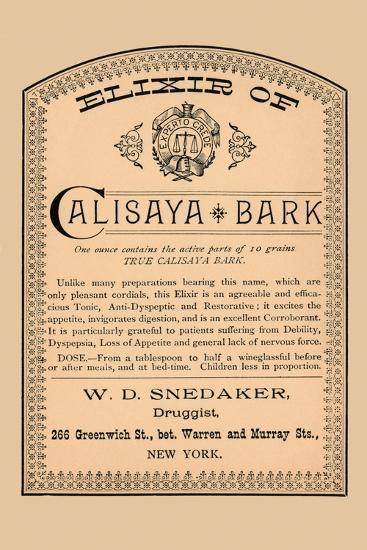 ELIXIR OF
EXPERTO CREDE
CALISAYA BARK
One ounce contains the active parts of 10 grains
TRUE CALISAYA BARK.
Unlike many preparations bearing this name, which are
only pleasant cordials, this Elixir is an agreeable and effica-
cious Tonic, Anti-Dyspeptic and Restorative; it excites the
appetite, invigorates digestion, and is an excellent Corroborant.
It is particularly grateful to patients suffering from Debility,
Dyspepsia, Loss of Appetite and general lack of nervous force.
DOSE.—From a tablespoon to half a wineglassful before
or after meals, and at bed-time. Children less in proportion.
W. D. SNEDAKER,
Druggist,
266 Greenwich St., bet. Warren and Murray Sts.,
NEW YORK.